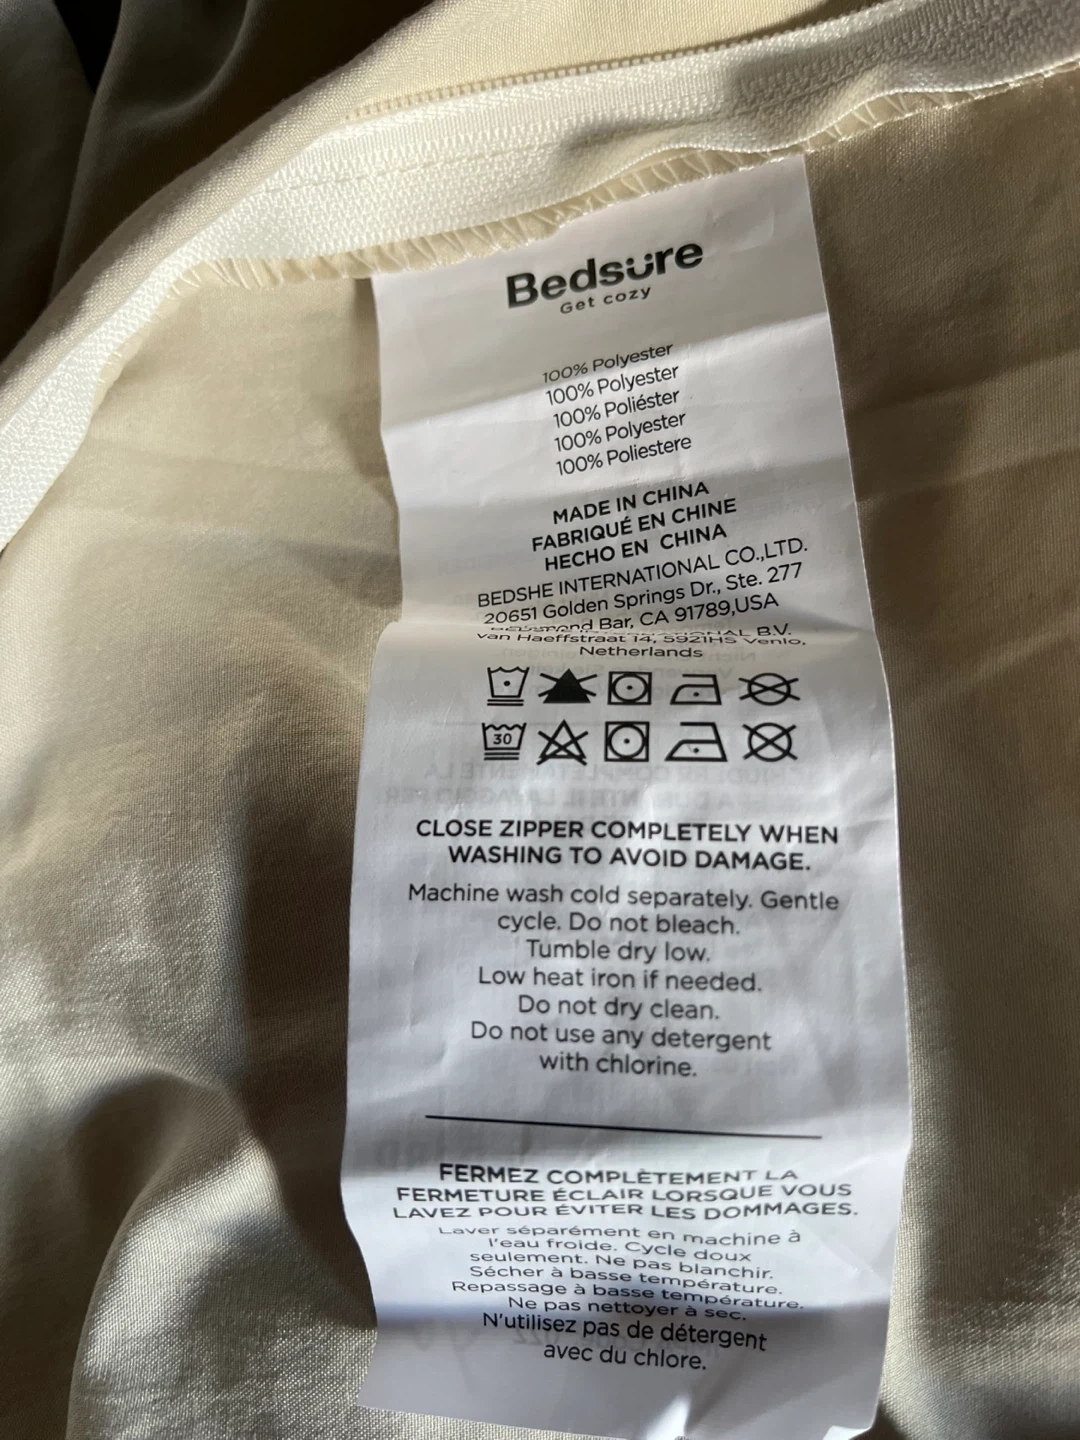 Bedsure
Get cozy
100% Polyester
100% Polyester
100% Poliéster
100% Polyester
100% Poliestere
MADE IN CHINA
FABRIQUÉ EN CHINE
HECHO EN CHINA
BEDSHE INTERNATIONAL CO.,LTD.
20651 Golden Springs Dr., Ste. 277
Bar, CA 91789,USA
B.V.
Van Haeffstraat 14, 5921HS Venlo,
Netherlands
30
CLOSE ZIPPER COMPLETELY WHEN
WASHING TO AVOID DAMAGE.
Machine wash cold separately. Gentle
cycle. Do not bleach.
Tumble dry low.
Low heat iron if needed.
Do not dry clean.
Do not use any detergent
with chlorine.
FERMEZ COMPLÈTEMENT LA
FERMETURE ÉCLAIR LORSQUE VOUS
LAVEZ POUR ÉVITER LES DOMMAGES.
Laver séparément en machine à
l'eau froide. Cycle doux
seulement. Ne pas blanchir.
Sécher à basse température.
Repassage à basse température.
Ne pas nettoyer à sec.
N'utilisez pas de détergent
avec du chlore.